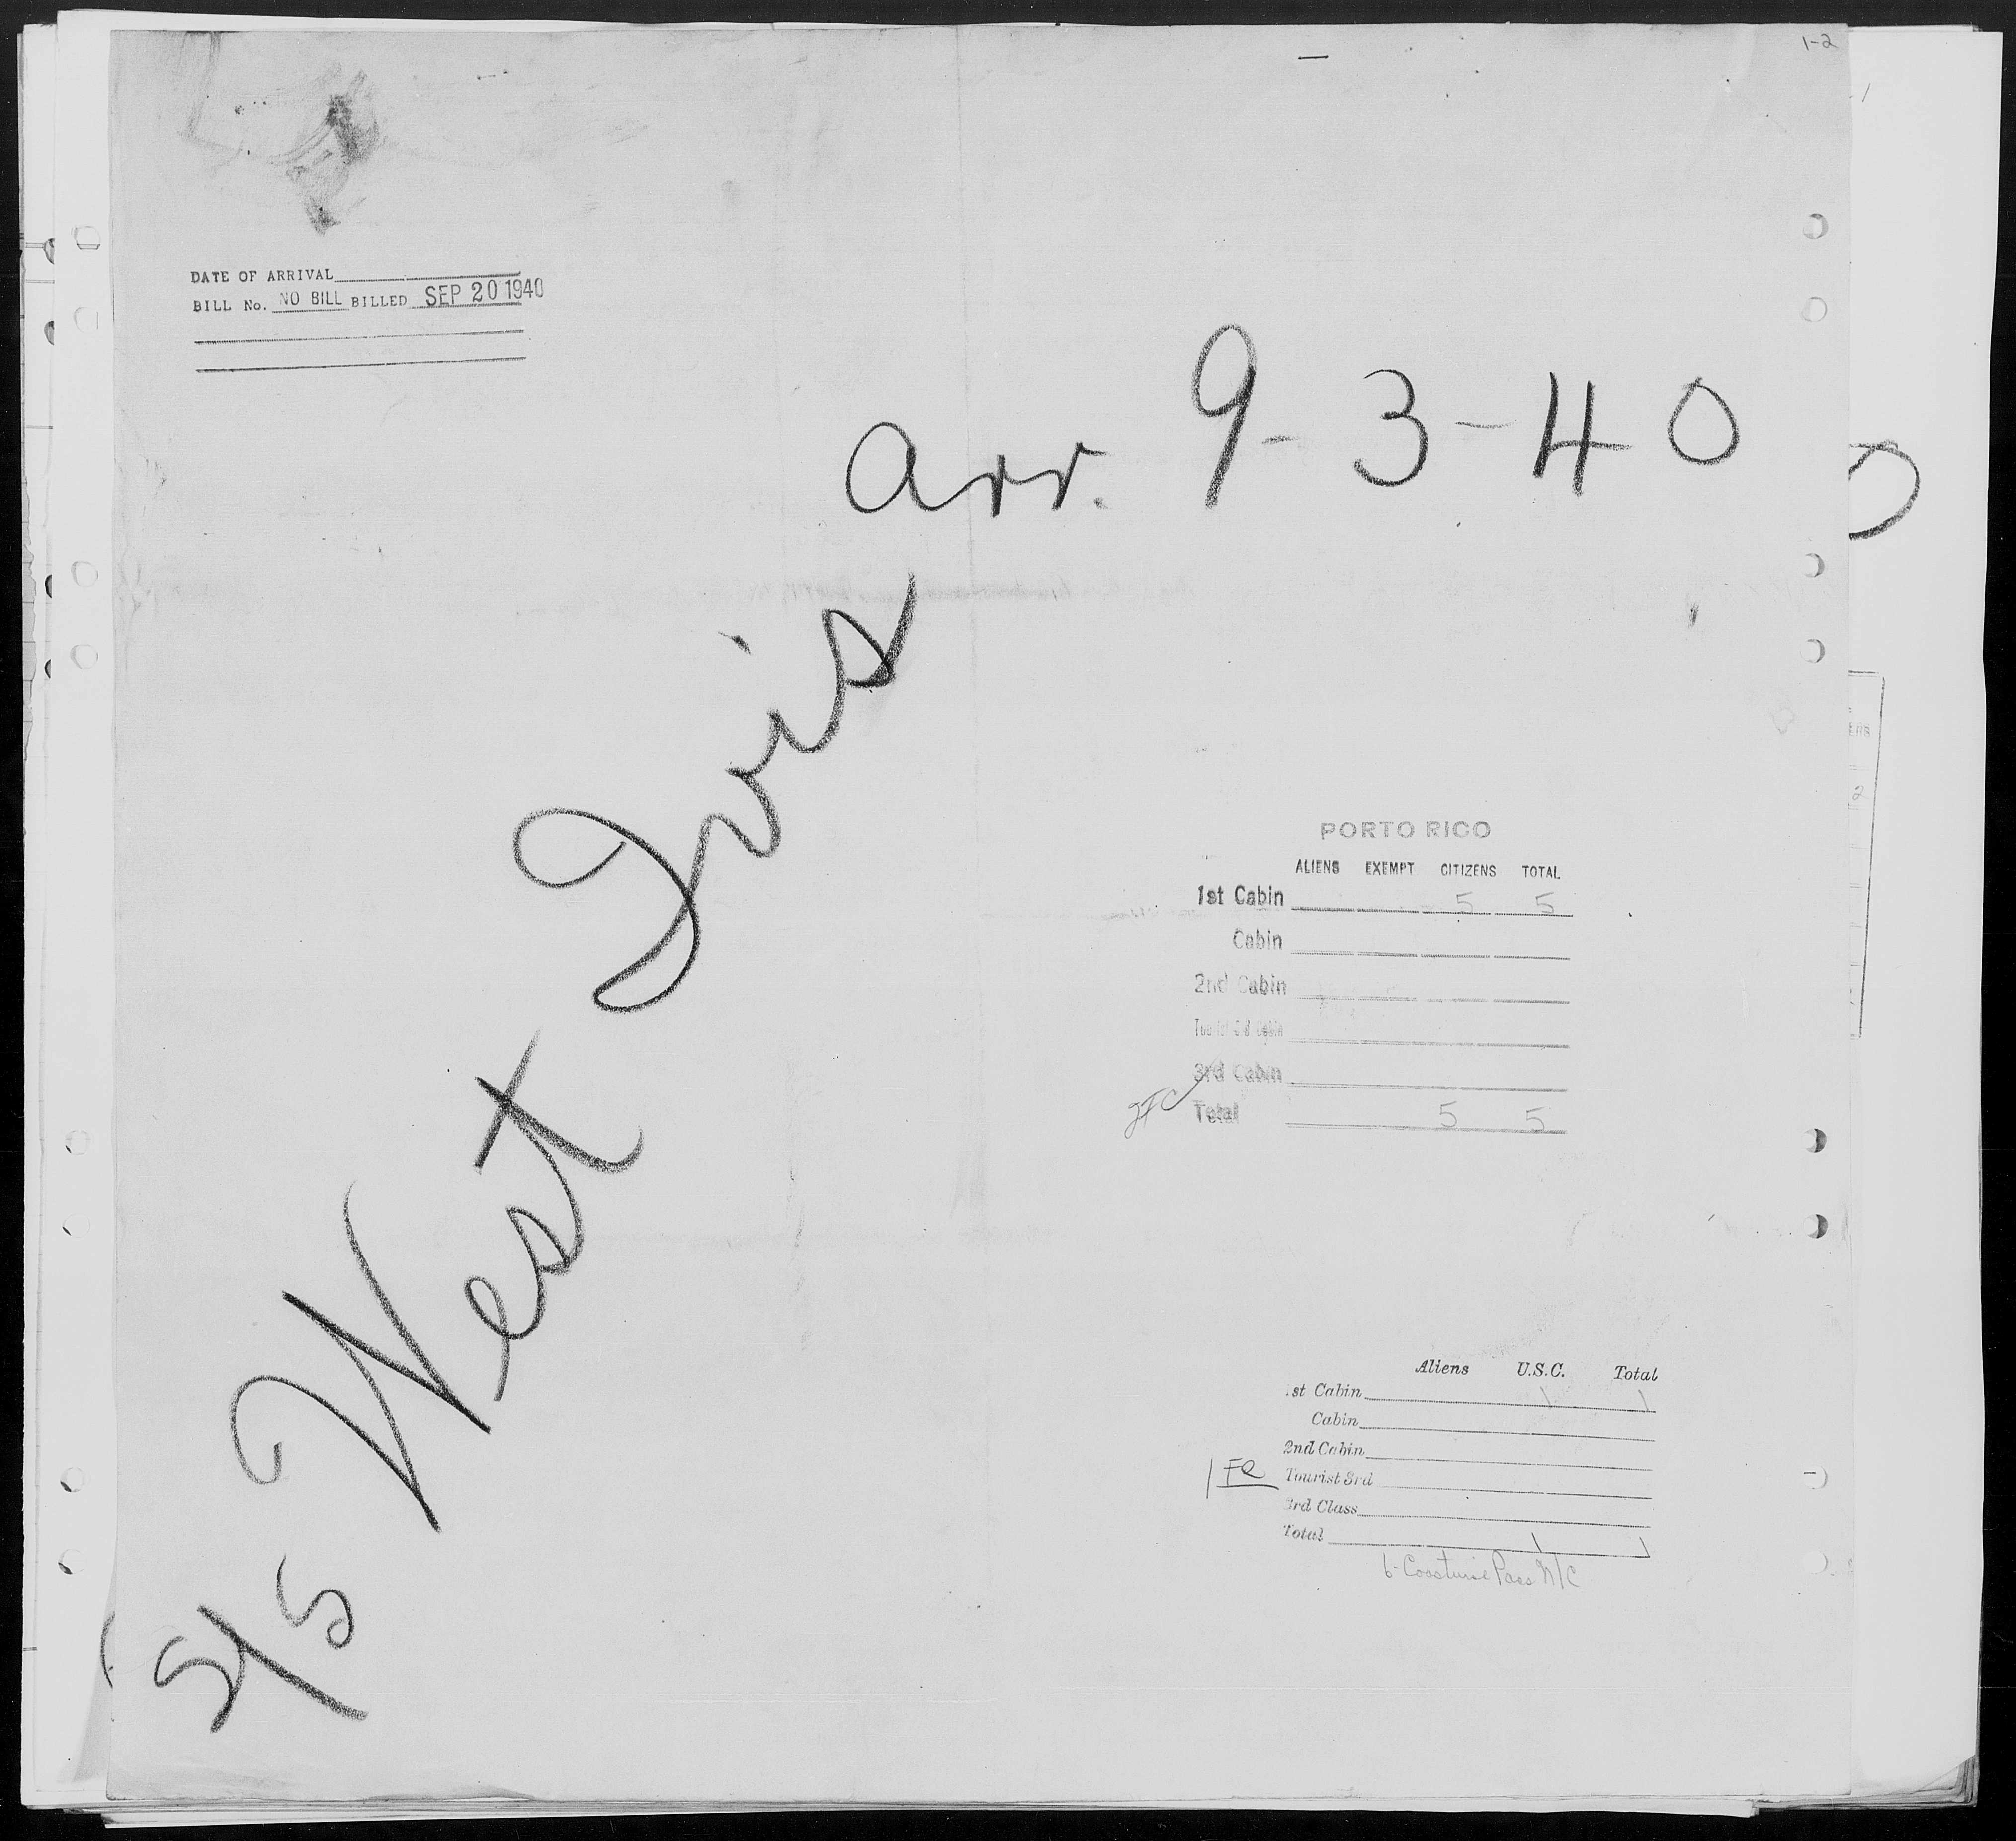 1-2
DATE OF ARRIVAL
BILL No. NO BILL BILLED SEP 20 1940
arr. 9-3-40
S/S West Ivis
PORTO RICO
ALIENS EXEMPT CITIZENS TOTAL
1st Cabin 5 5
Cabin
2nd Cabin
Tourist 3rd Cabin
3rd Cabin
Total 5 5
Aliens U.S.C. Total
1st Cabin 1 1
Cabin
2nd Cabin
1 FR Tourist 3rd
3rd Class
Total 1 1
6-Coastwise Pass N/C